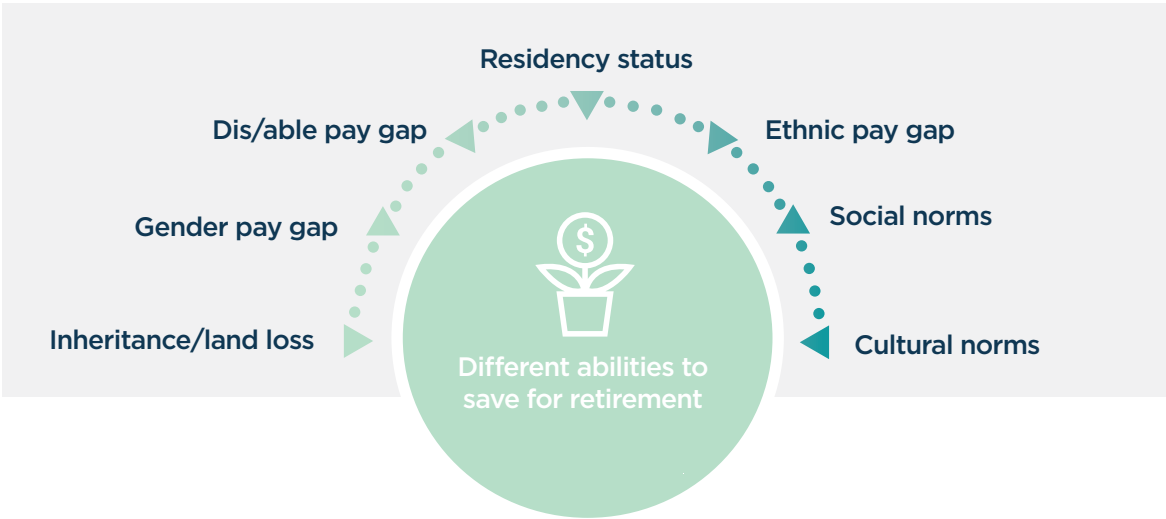 Residency status
Dis/able pay gap
Ethnic pay gap
Gender pay gap
Social norms
Inheritance/land loss
Cultural norms
$
Different abilities to
save for retirement